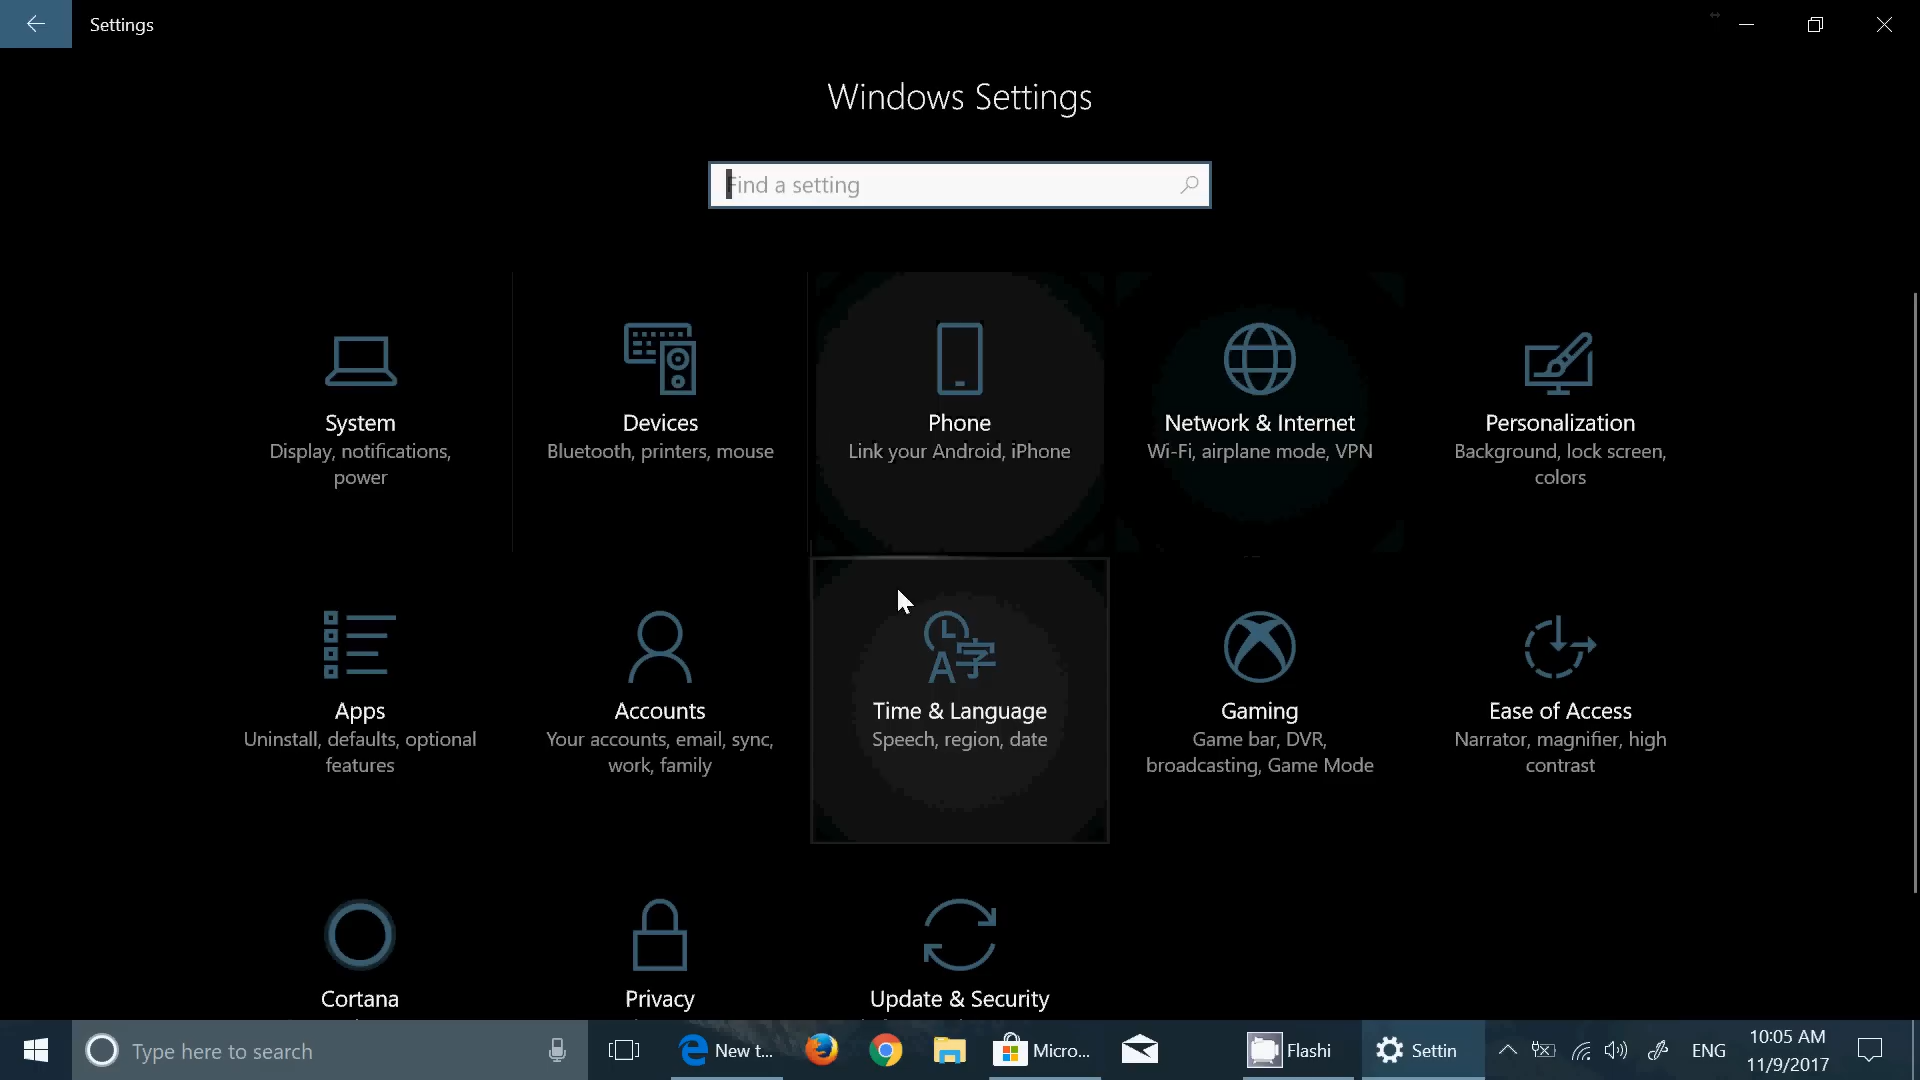 Settings
Windows Settings
Find a setting
System
Display, notifications,
power
Devices
Bluetooth, printers, mouse
Phone
Link your Android, iPhone
Network & Internet
Wi-Fi, airplane mode, VPN
Personalization
Background, lock screen,
colors
Apps
Uninstall, defaults, optional
features
Accounts
Your accounts, email, sync,
work, family
Time & Language
Speech, region, date
Gaming
Game bar, DVR,
broadcasting, Game Mode
Ease of Access
Narrator, magnifier, high
contrast
Cortana
Privacy
Update & Security
Type here to search
New t...
Micro...
Flashi
Settin
ENG
10:05 AM
11/9/2017